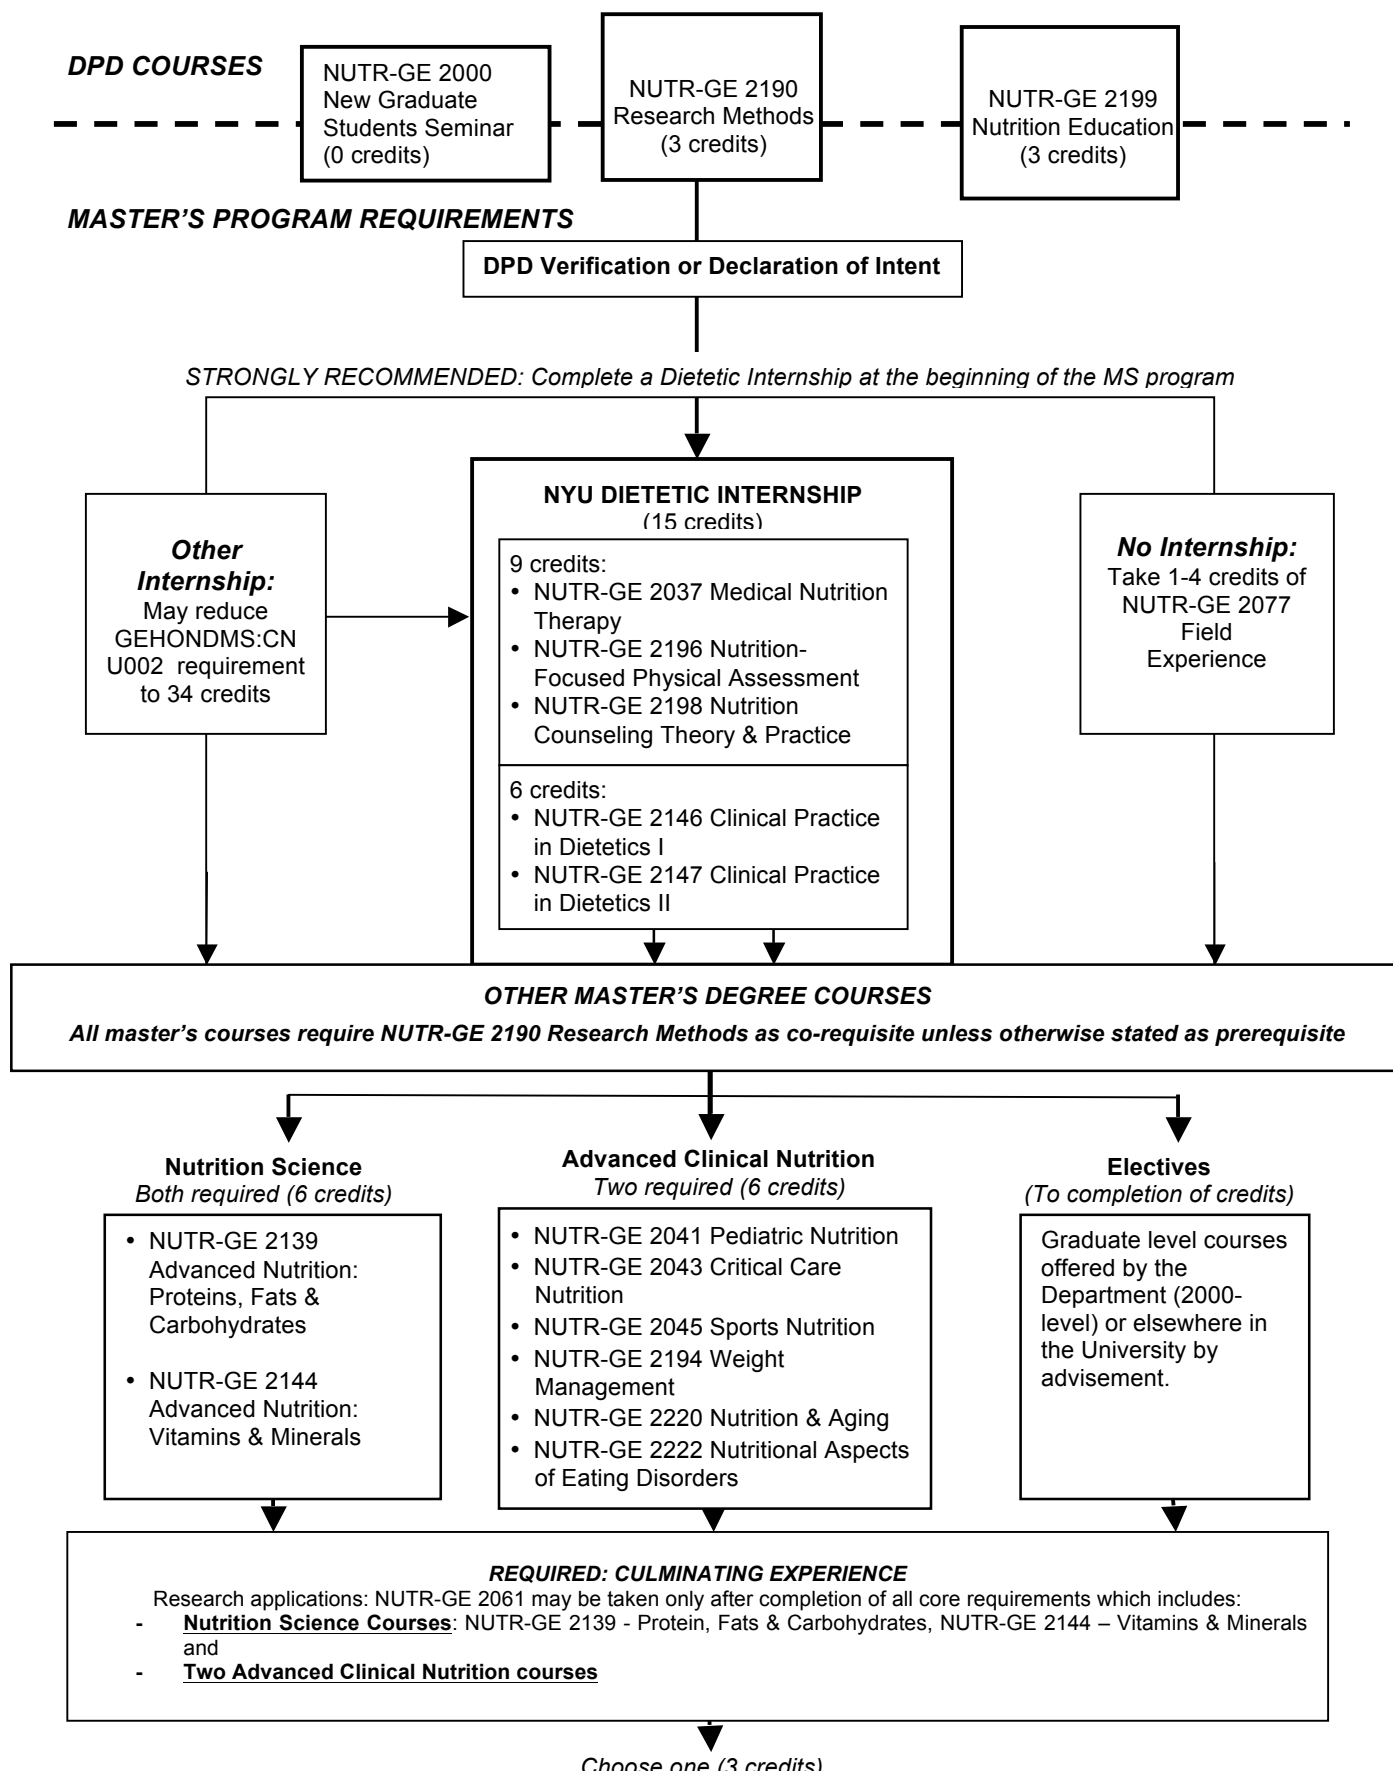 DPD COURSES
NUTR-GE 2000
New Graduate
Students Seminar
(0 credits)
NUTR-GE 2190
Research Methods
(3 credits)
NUTR-GE 2199
Nutrition Education
(3 credits)
MASTER’S PROGRAM REQUIREMENTS
DPD Verification or Declaration of Intent
STRONGLY RECOMMENDED: Complete a Dietetic Internship at the beginning of the MS program
Other
Internship:
May reduce
GEHONDMS:CN
U002 requirement
to 34 credits
NYU DIETETIC INTERNSHIP
(15 credits)
9 credits:
• NUTR-GE 2037 Medical Nutrition
Therapy
• NUTR-GE 2196 Nutrition-
Focused Physical Assessment
• NUTR-GE 2198 Nutrition
Counseling Theory & Practice
6 credits:
• NUTR-GE 2146 Clinical Practice
in Dietetics I
• NUTR-GE 2147 Clinical Practice
in Dietetics II
No Internship:
Take 1-4 credits of
NUTR-GE 2077
Field
Experience
OTHER MASTER’S DEGREE COURSES
All master’s courses require NUTR-GE 2190 Research Methods as co-requisite unless otherwise stated as prerequisite
Nutrition Science
Both required (6 credits)
• NUTR-GE 2139
Advanced Nutrition:
Proteins, Fats &
Carbohydrates
• NUTR-GE 2144
Advanced Nutrition:
Vitamins & Minerals
Advanced Clinical Nutrition
Two required (6 credits)
• NUTR-GE 2041 Pediatric Nutrition
• NUTR-GE 2043 Critical Care
Nutrition
• NUTR-GE 2045 Sports Nutrition
• NUTR-GE 2194 Weight
Management
• NUTR-GE 2220 Nutrition & Aging
• NUTR-GE 2222 Nutritional Aspects
of Eating Disorders
Electives
(To completion of credits)
Graduate level courses
offered by the
Department (2000-
level) or elsewhere in
the University by
advisement.
REQUIRED: CULMINATING EXPERIENCE
Research applications: NUTR-GE 2061 may be taken only after completion of all core requirements which includes:
- Nutrition Science Courses: NUTR-GE 2139 - Protein, Fats & Carbohydrates, NUTR-GE 2144 – Vitamins & Minerals
and
- Two Advanced Clinical Nutrition courses
Choose one (3 credits)